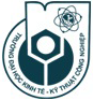 TRƯỜNG ĐẠI HỌC KINH TẾ - KỸ THUẬT CÔNG NGHIỆP